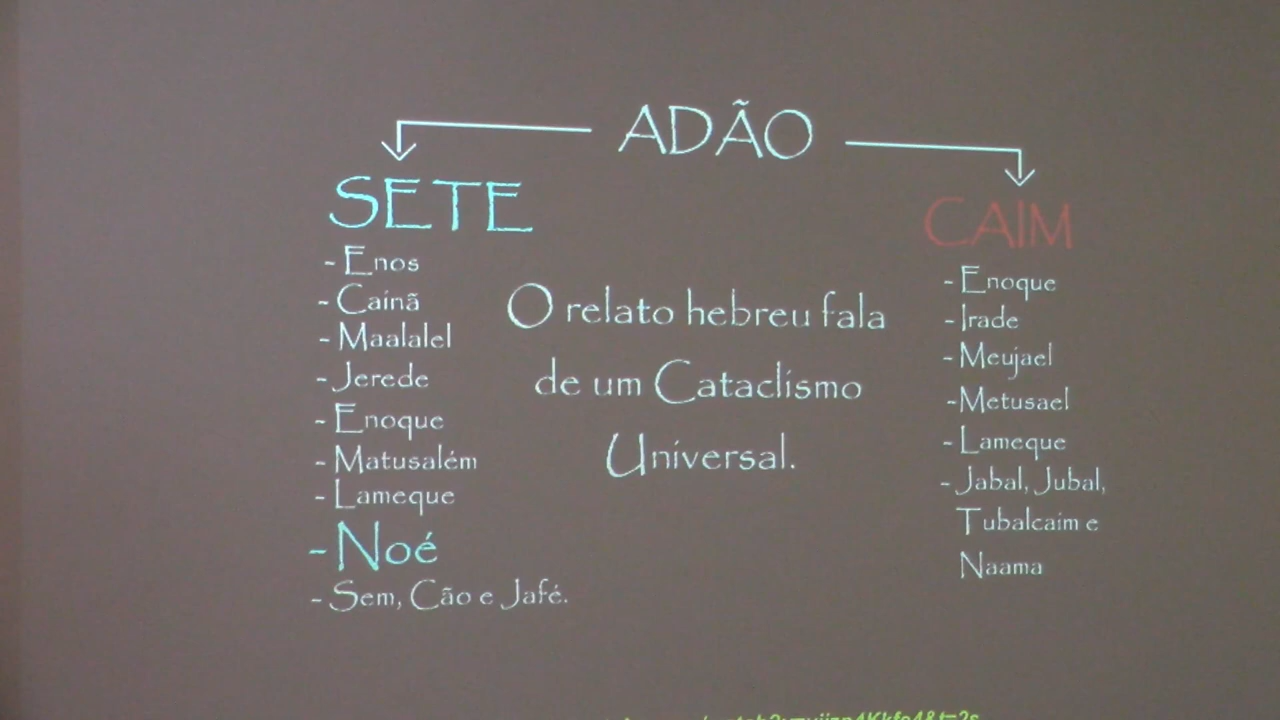 ADÃO
SETE
- Enos
- Cainã
- Maalalel
- Jerede
- Enoque
- Matusalém
- Lameque
- Noé
- Sem, Cão e Jafé.
O relato hebreu fala
de um Cataclismo
Universal.
CAIM
- Enoque
- Irade
- Meujael
-Metusael
- Lameque
- Jabal, Jubal,
Tubalcaim e
Naama